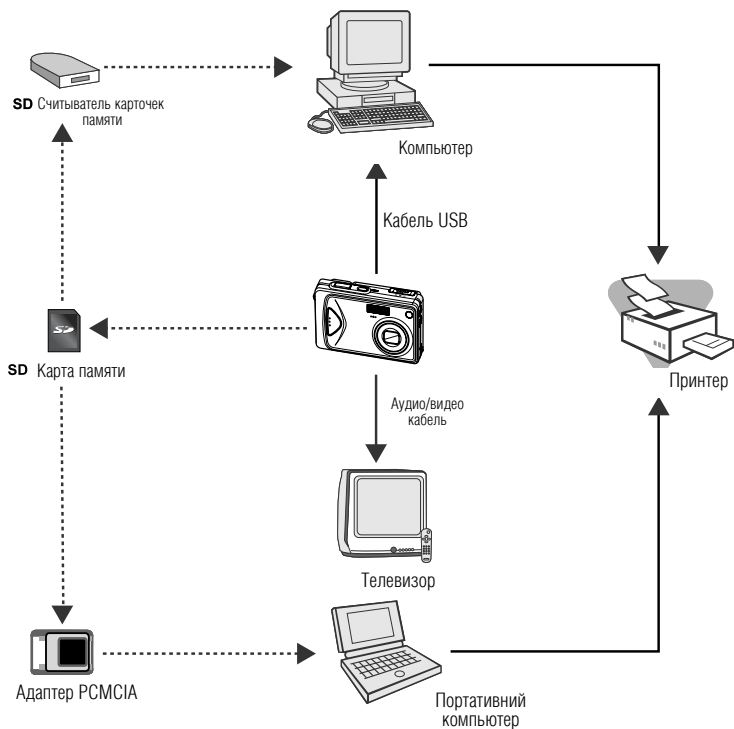 SD Считыватель карточек
памяти
Компьютер
Кабель USB
SD
SD Карта памяти
Принтер
Аудио/видео
кабель
Телевизор
Адаптер PCMCIA
Портативний
компьютер